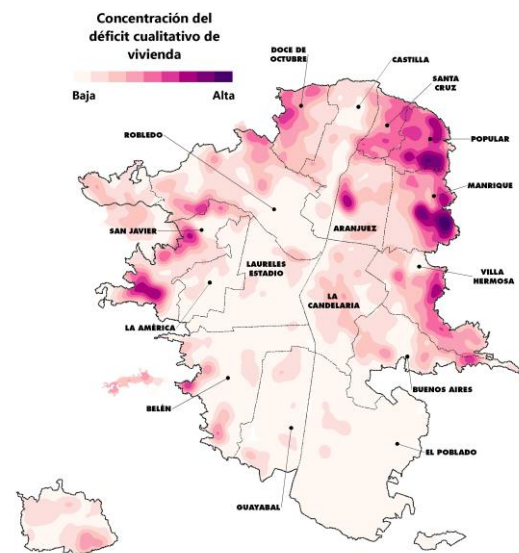 Concentración del
déficit cualitativo de
vivienda
Baja
Alta
DOCE DE
OCTUBRE
CASTILLA
SANTA
CRUZ
ROBLEDO
POPULAR
MANRIQUE
SAN JAVIER
ARANJUEZ
LAURELES
ESTADIO
VILLA
HERMOSA
LA
CANDELARIA
LA AMÉRICA
BUENOS AIRES
BELÉN
EL POBLADO
GUAYABAL